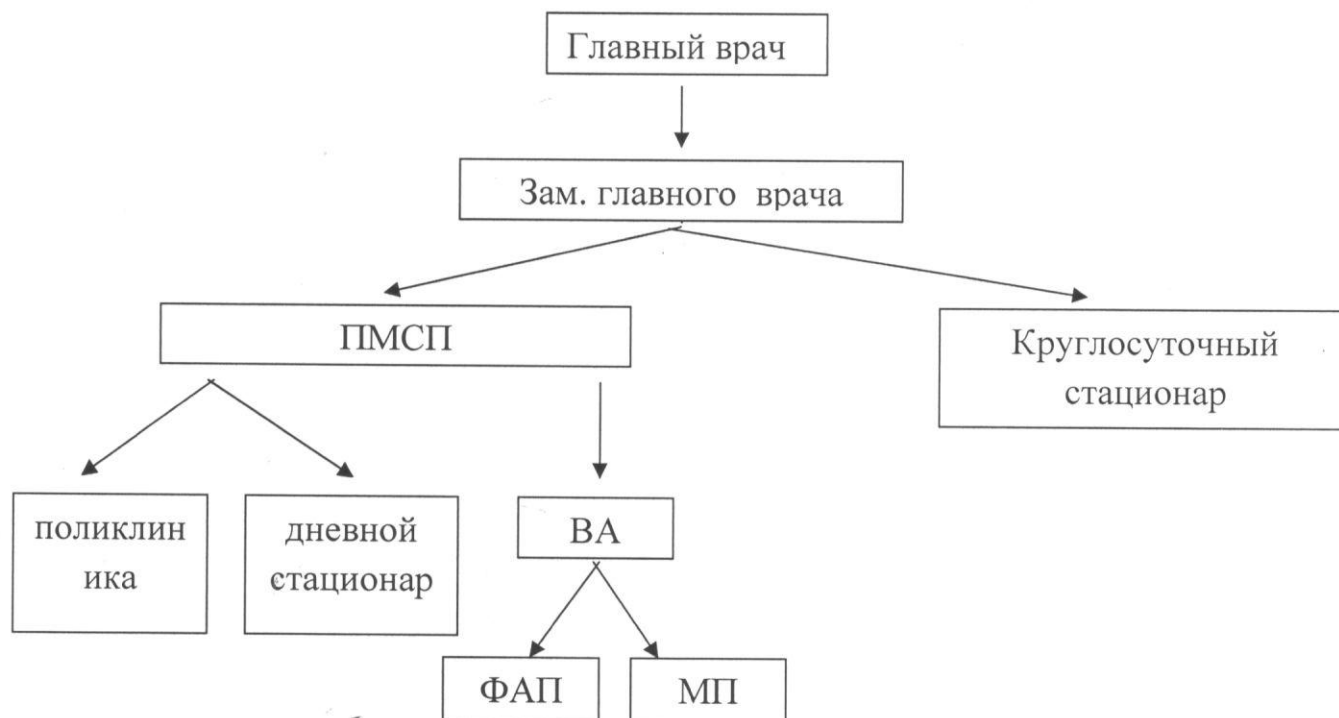 Главный врач
Зам. главного врача
ПМСП
Круглосуточный
стационар
поликлин
ика
дневной
стационар
ВА
ФАП
МП